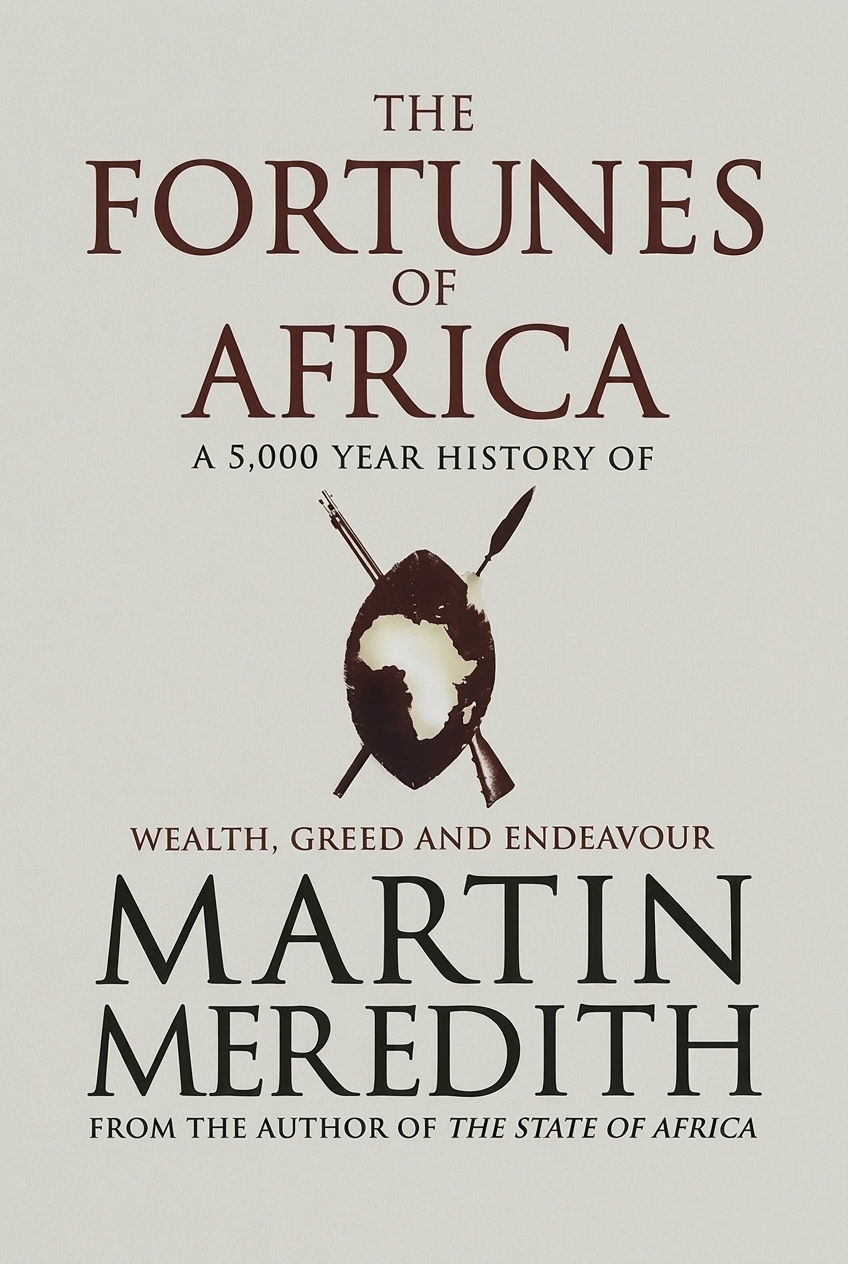 THE
FORTUNES
OF
AFRICA
A 5,000 YEAR HISTORY OF
WEALTH, GREED AND ENDEAVOUR
MARTIN
MEREDITH
FROM THE AUTHOR OF THE STATE OF AFRICA